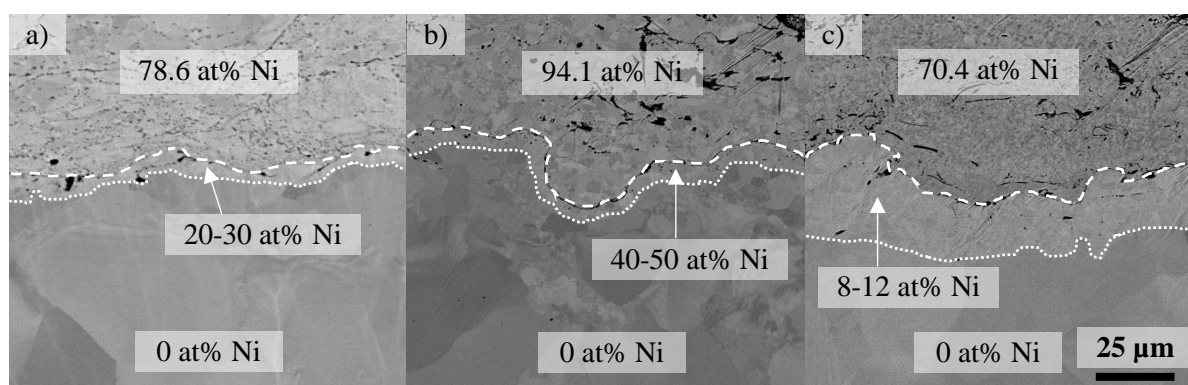 a)
78.6 at% Ni
20-30 at% Ni
0 at% Ni
b)
94.1 at% Ni
40-50 at% Ni
0 at% Ni
c)
70.4 at% Ni
8-12 at% Ni
0 at% Ni
25 µm